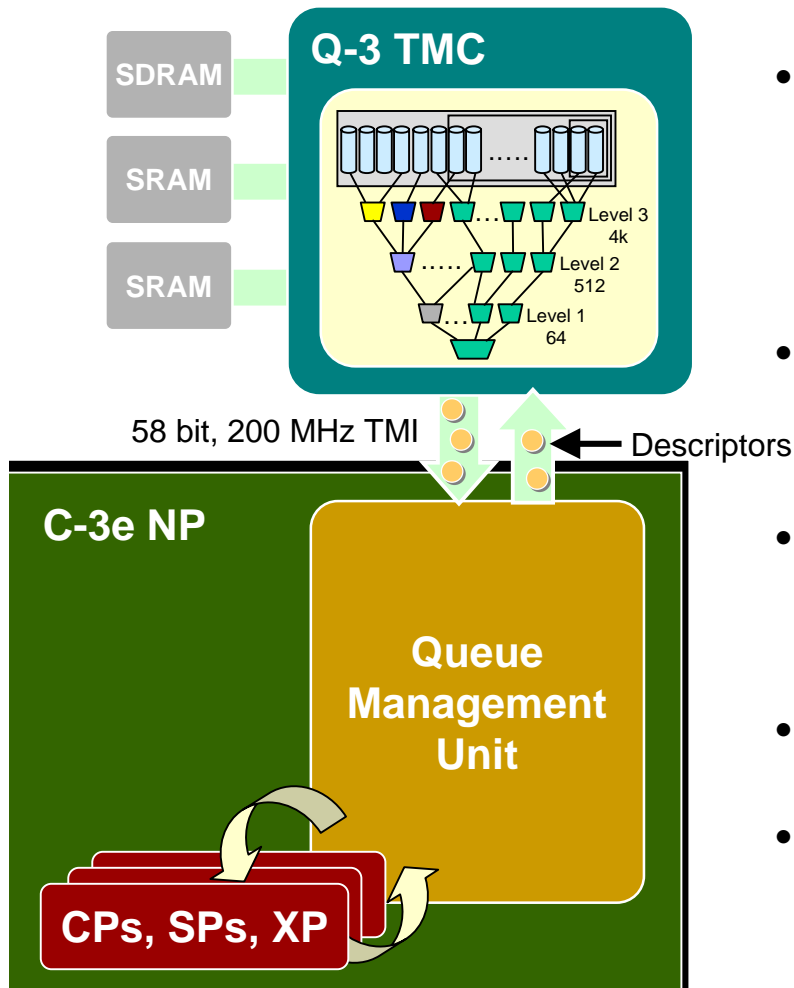 Q-3 TMC
SDRAM
SRAM
SRAM
.....
...
Level 3
4k
.....
Level 2
512
...
Level 1
64
58 bit, 200 MHz TMI
Descriptors
C-3e NP
Queue
Management
Unit
CPs, SPs, XP
•
•
•
•
•